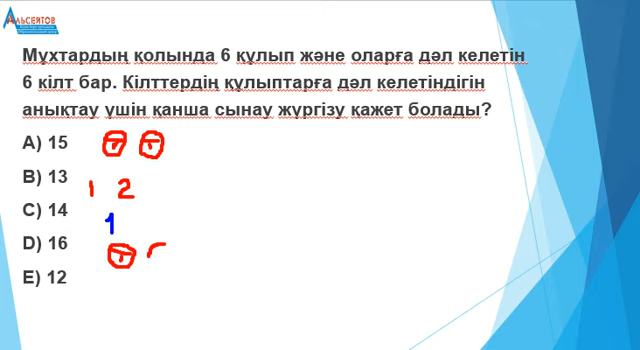 АЛЬСЕИТОВ
Мұхтардың қолында 6 құлып және оларға дәл келетін
6 кілт бар. Кілттердің құлыптарға дәл келетіндігін
анықтау үшін қанша сынау жүргізу қажет болады?
A) 15
B) 13
1 2
C) 14
1
D) 16
E) 12